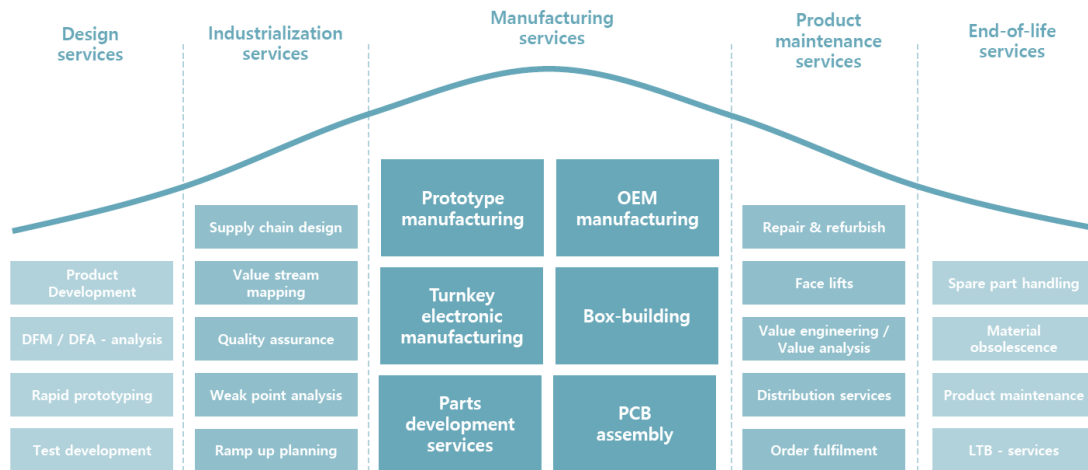 Design
services
Industrialization
services
Manufacturing
services
Product
maintenance
services
End-of-life
services
Product
Development
DFM / DFA - analysis
Rapid prototyping
Test development
Supply chain design
Value stream
mapping
Quality assurance
Weak point analysis
Ramp up planning
Prototype
manufacturing
OEM
manufacturing
Turnkey
electronic
manufacturing
Box-building
Parts
development
services
PCB
assembly
Repair & refurbish
Face lifts
Value engineering /
Value analysis
Distribution services
Order fulfilment
Spare part handling
Material
obsolescence
Product maintenance
LTB - services